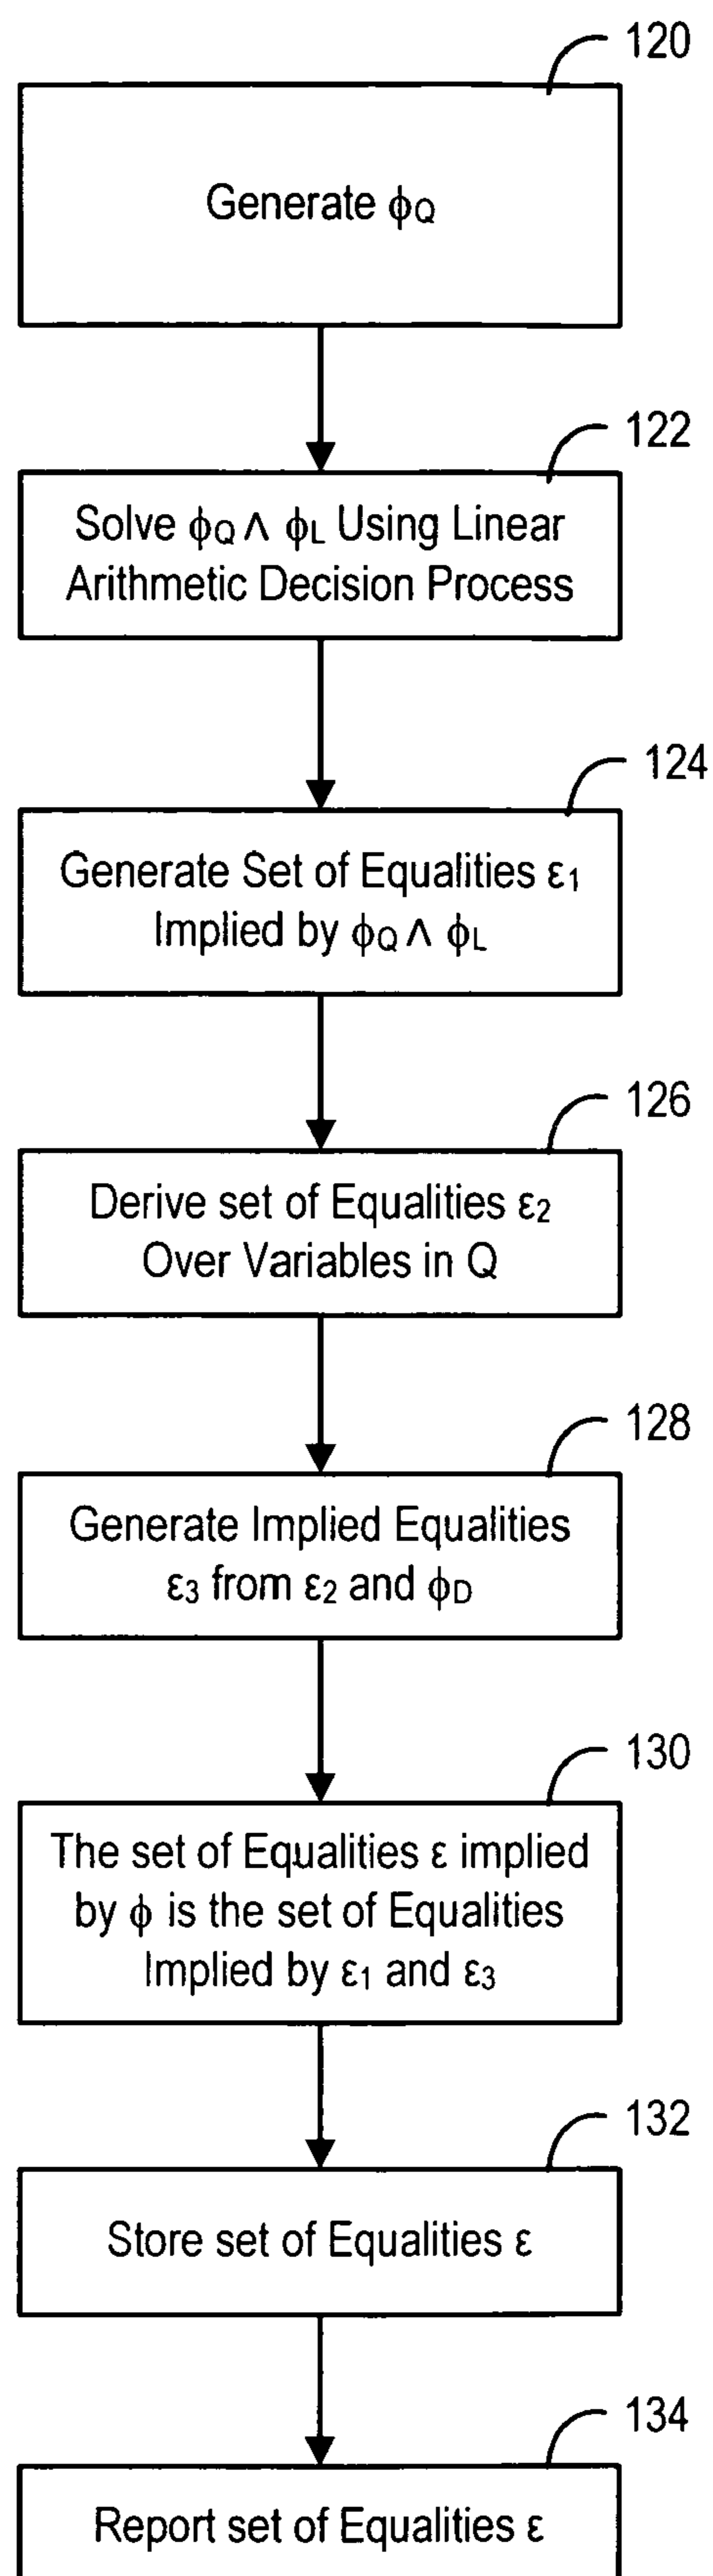 120
Generate ϕQ
122
Solve ϕQ ∧ ϕL Using Linear
Arithmetic Decision Process
124
Generate Set of Equalities ε1
Implied by ϕQ ∧ ϕL
126
Derive set of Equalities ε2
Over Variables in Q
128
Generate Implied Equalities
ε3 from ε2 and ϕD
130
The set of Equalities ε implied
by ϕ is the set of Equalities
Implied by ε1 and ε3
132
Store set of Equalities ε
134
Report set of Equalities ε